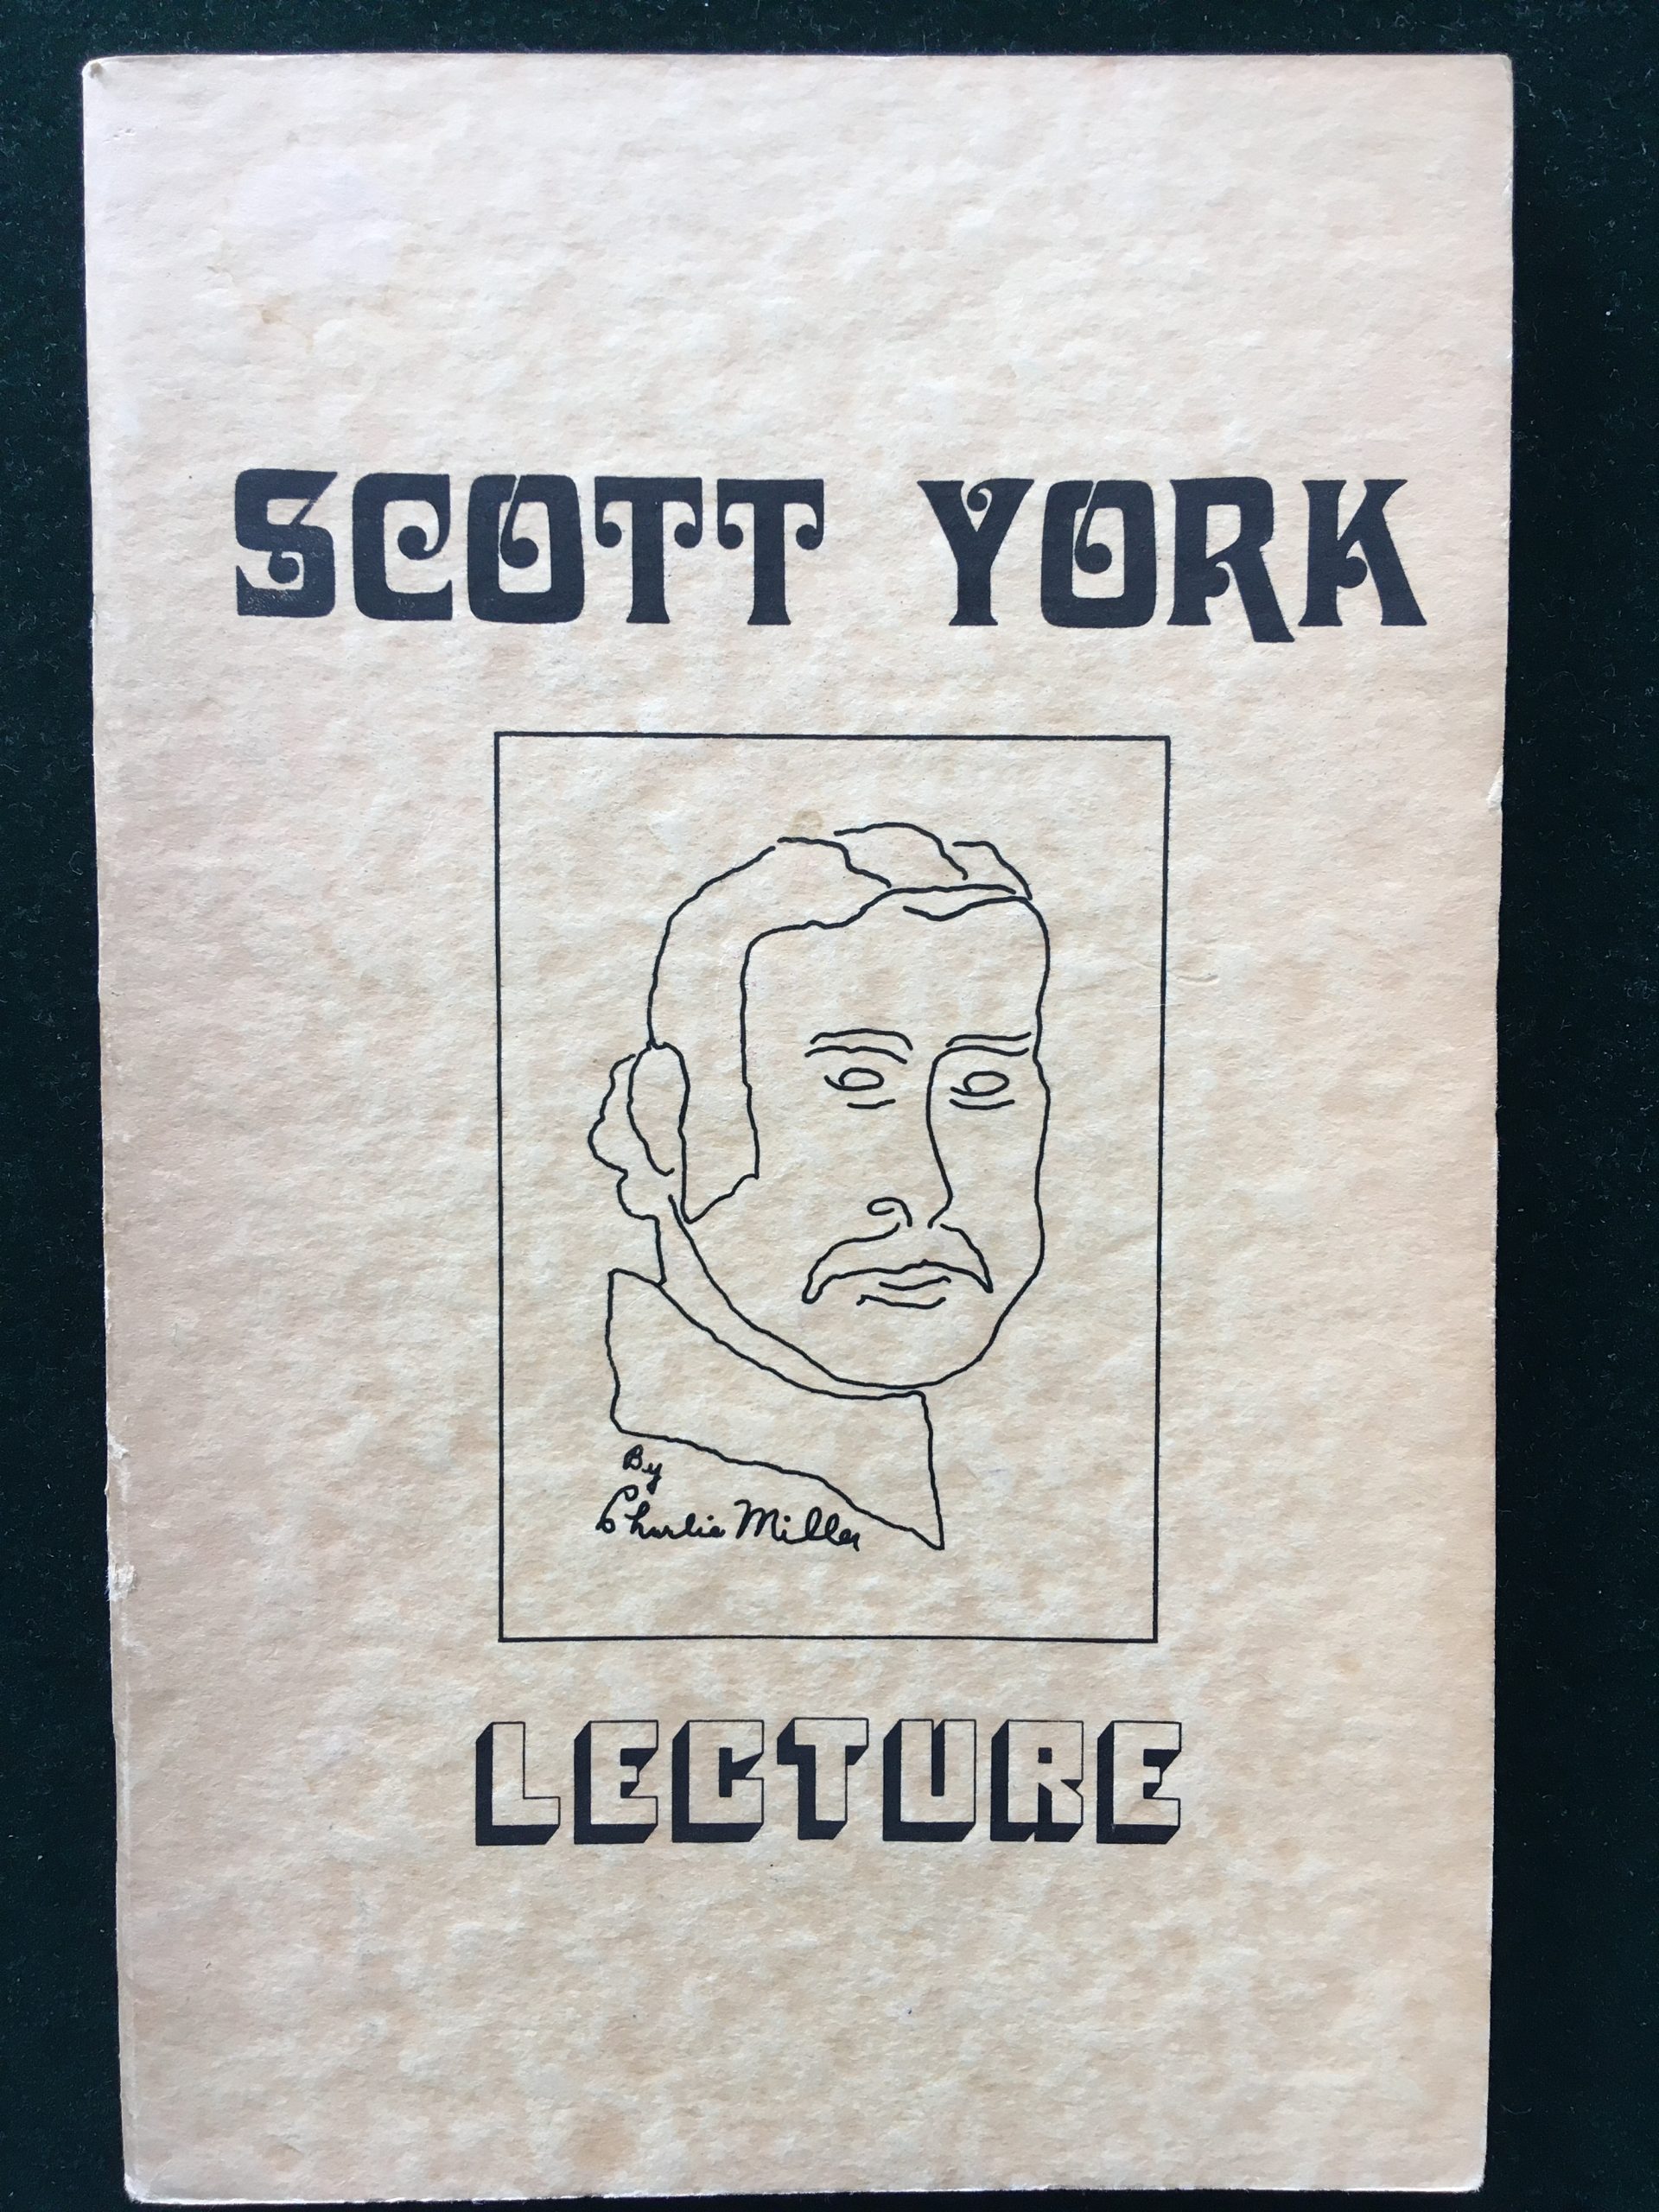 SCOTT YORK
By
Charlie Miller
LECTURE